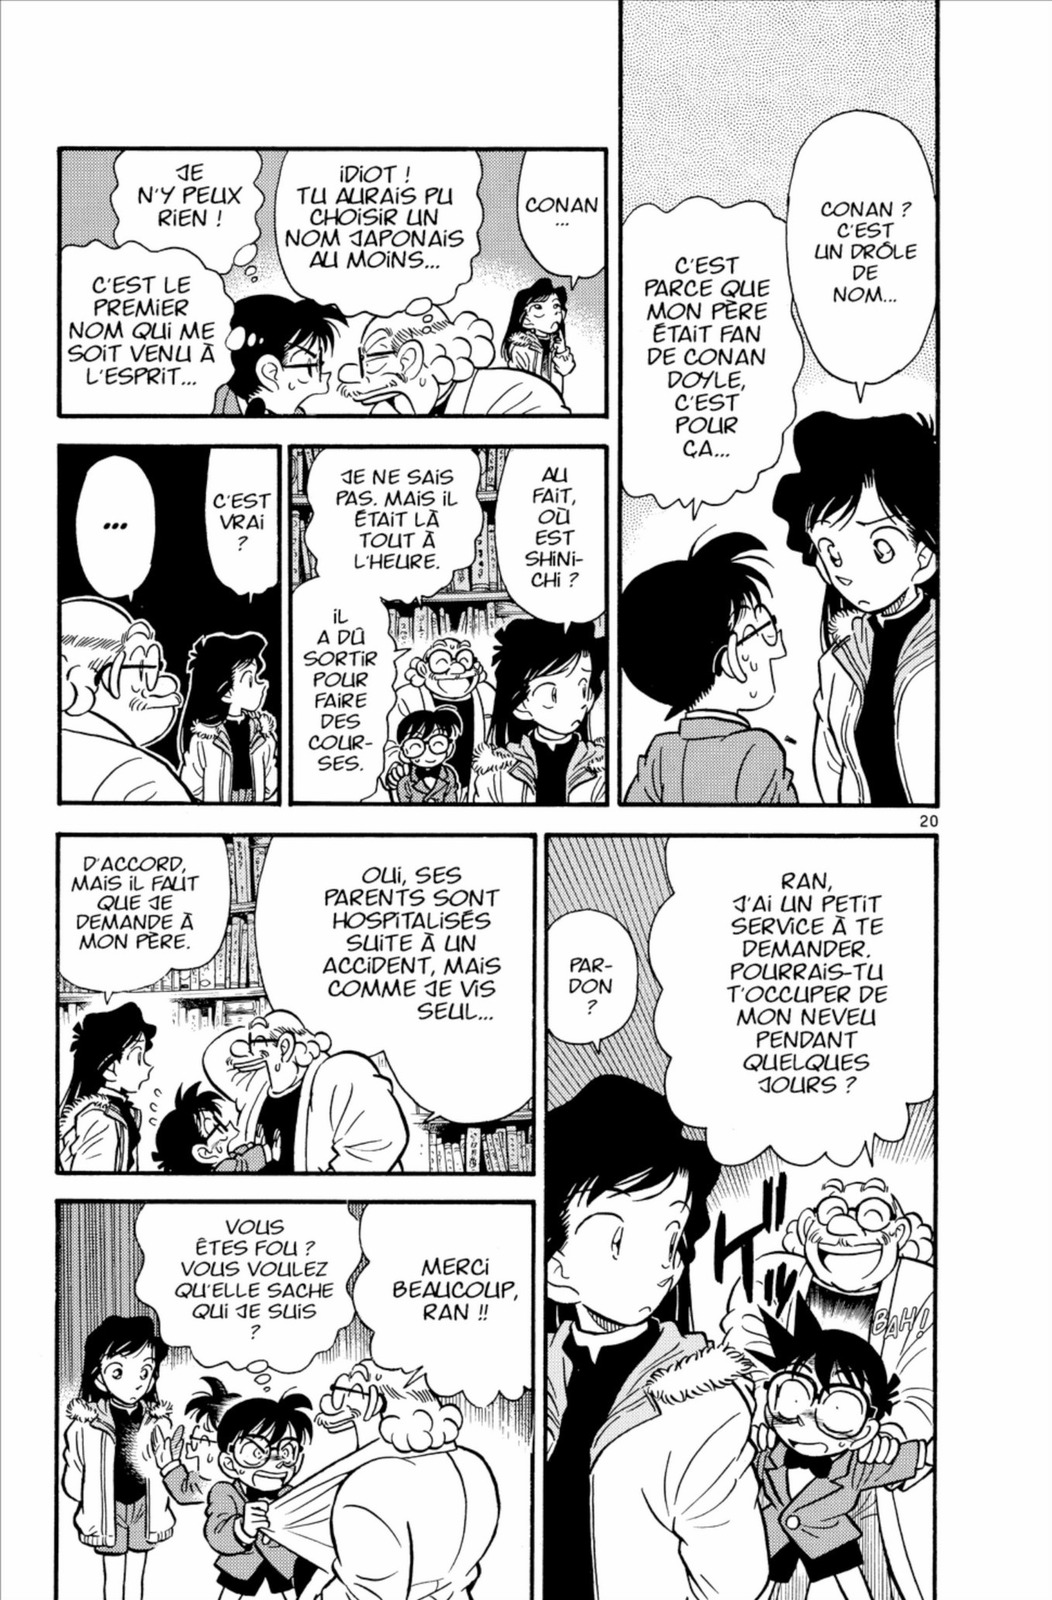 CONAN ?
C'EST
UN DRÔLE
DE
NOM...
C'EST
PARCE QUE
MON PÈRE
ÉTAIT FAN
DE CONAN
DOYLE,
C'EST
POUR
ÇA...
CONAN
...
IDIOT !
TU AURAIS PU
CHOISIR UN
NOM JAPONAIS
AU MOINS...
JE
N'Y PEUX
RIEN !
C'EST LE
PREMIER
NOM QUI ME
SOIT VENU À
L'ESPRIT...
AU
FAIT,
OÙ
EST
SHINI-
CHI ?
JE NE SAIS
PAS. MAIS IL
ÉTAIT LÀ
TOUT À
L'HEURE.
IL
A DÛ
SORTIR
POUR
FAIRE
DES
COUR-
SES.
C'EST
VRAI
?
...
20
RAN,
J'AI UN PETIT
SERVICE À TE
DEMANDER.
POURRAIS-TU
T'OCCUPER DE
MON NEVEU
PENDANT
QUELQUES
JOURS ?
PAR-
DON
?
BAH!
OUI, SES
PARENTS SONT
HOSPITALISÉS
SUITE À UN
ACCIDENT, MAIS
COMME JE VIS
SEUL...
D'ACCORD,
MAIS IL FAUT
QUE JE
DEMANDE À
MON PÈRE.
MERCI
BEAUCOUP,
RAN !!
VOUS
ÊTES FOU ?
VOUS VOULEZ
QU'ELLE SACHE
QUI JE SUIS
?